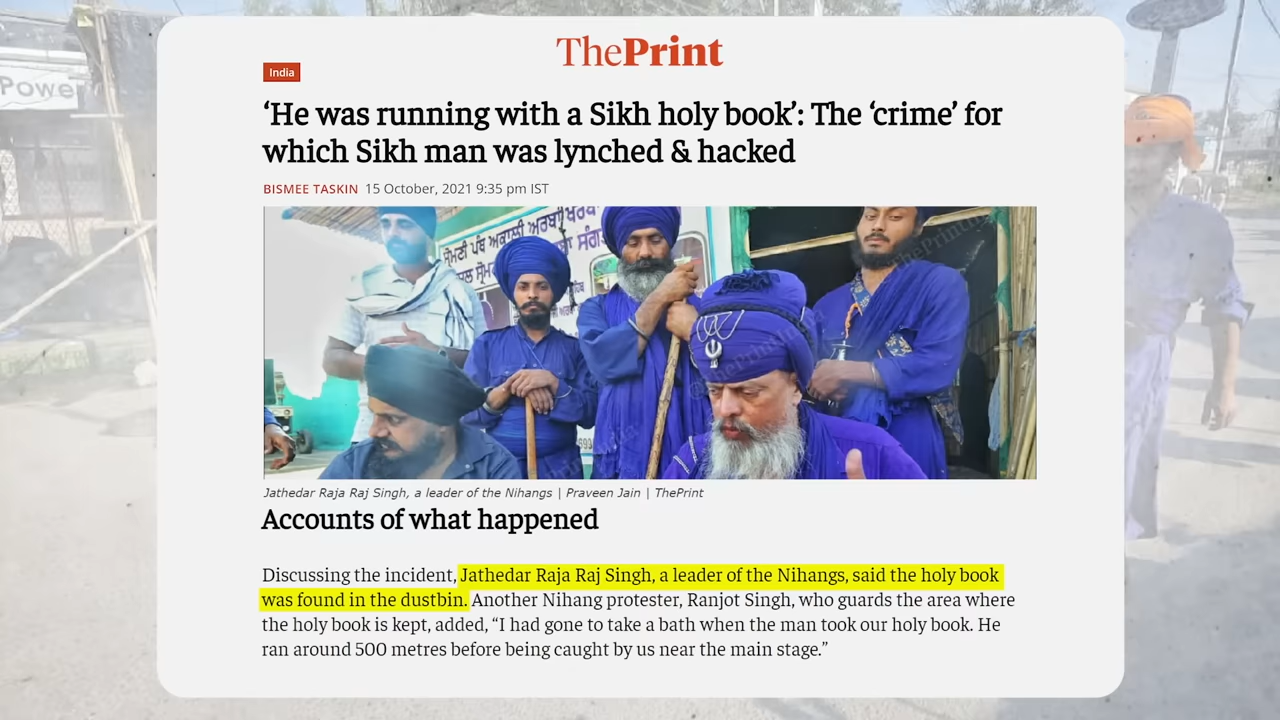 Power
ThePrint
India
‘He was running with a Sikh holy book’: The ‘crime’ for
which Sikh man was lynched & hacked
BISMEE TASKIN 15 October, 2021 9:35 pm IST
ਪੰਥ ਅਕਾਲੀ
ThePrint
Jathedar Raja Raj Singh, a leader of the Nihangs | Praveen Jain | ThePrint
Accounts of what happened
Discussing the incident, Jathedar Raja Raj Singh, a leader of the Nihangs, said the holy book
was found in the dustbin. Another Nihang protester, Ranjot Singh, who guards the area where
the holy book is kept, added, “I had gone to take a bath when the man took our holy book. He
ran around 500 metres before being caught by us near the main stage.”